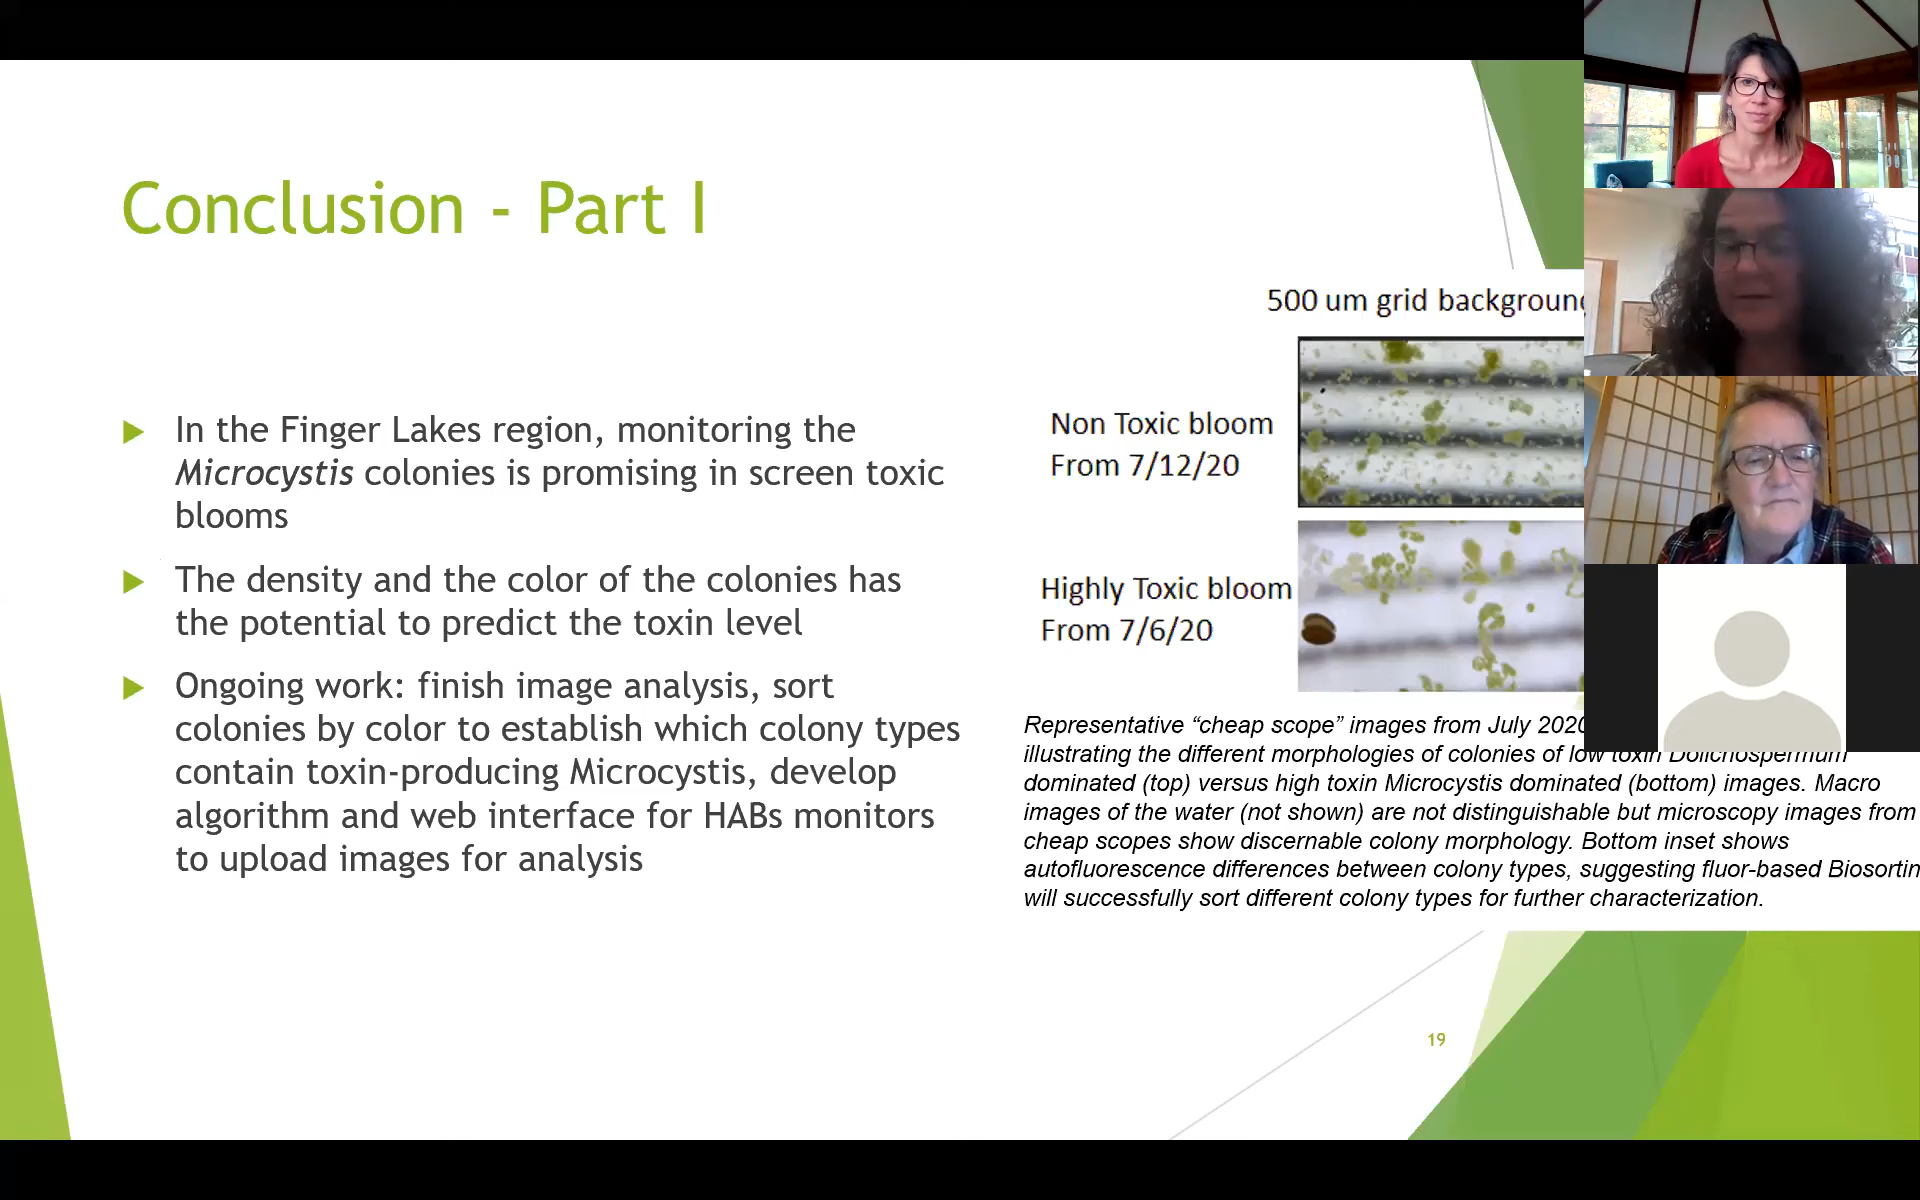 Conclusion - Part I
In the Finger Lakes region, monitoring the
Microcystis colonies is promising in screen toxic
blooms
The density and the color of the colonies has
the potential to predict the toxin level
Ongoing work: finish image analysis, sort
colonies by color to establish which colony types
contain toxin-producing Microcystis, develop
algorithm and web interface for HABs monitors
to upload images for analysis
500 um grid background
Non Toxic bloom
From 7/12/20
Highly Toxic bloom
From 7/6/20
Representative “cheap scope” images from July 2020
illustrating the different morphologies of colonies of low toxin Dolichospermum
dominated (top) versus high toxin Microcystis dominated (bottom) images. Macro
images of the water (not shown) are not distinguishable but microscopy images from
cheap scopes show discernable colony morphology. Bottom inset shows
autofluorescence differences between colony types, suggesting fluor-based Biosortin
will successfully sort different colony types for further characterization.
19